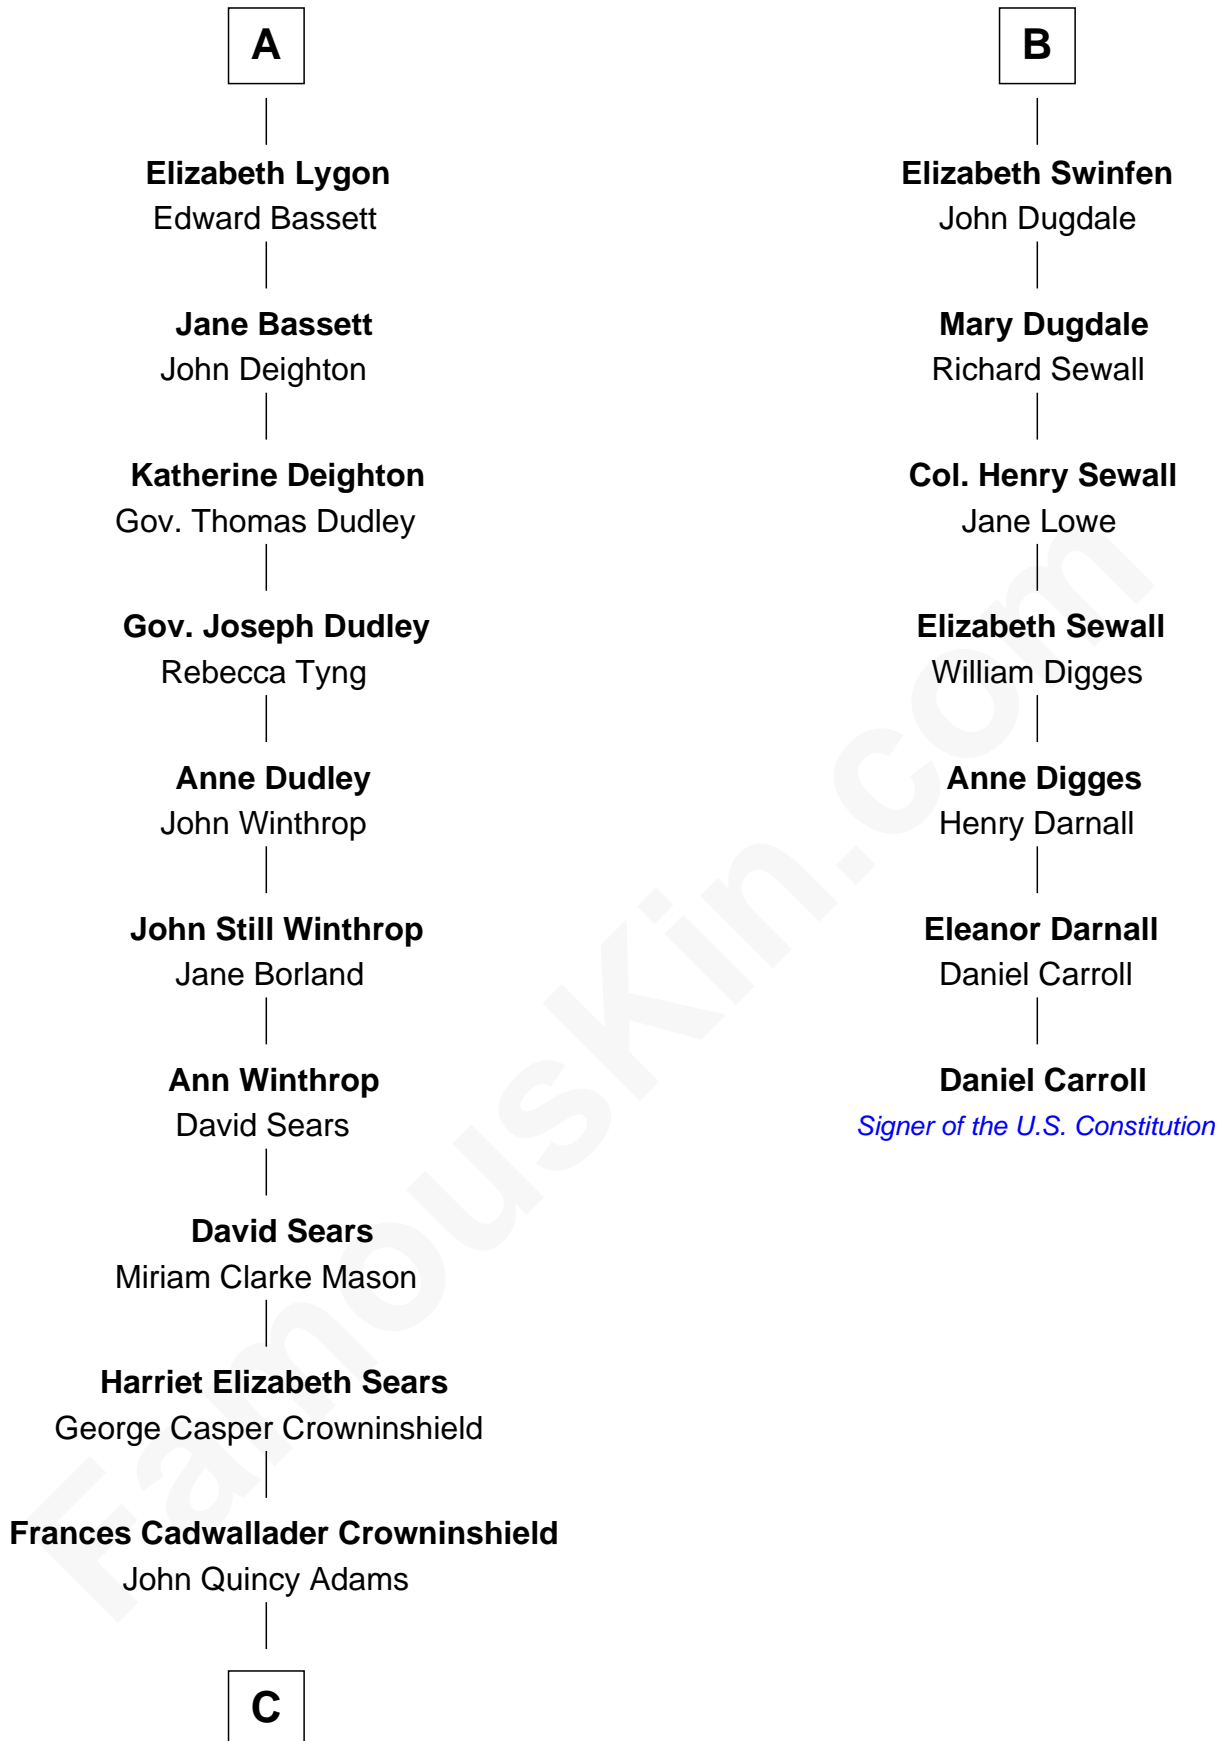 A
Elizabeth Lygon
Edward Bassett
Jane Bassett
John Deighton
Katherine Deighton
Gov. Thomas Dudley
Gov. Joseph Dudley
Rebecca Tyng
Anne Dudley
John Winthrop
John Still Winthrop
Jane Borland
Ann Winthrop
David Sears
David Sears
Miriam Clarke Mason
Harriet Elizabeth Sears
George Casper Crowninshield
Frances Cadwallader Crowninshield
John Quincy Adams
C
B
Elizabeth Swinfen
John Dugdale
Mary Dugdale
Richard Sewall
Col. Henry Sewall
Jane Lowe
Elizabeth Sewall
William Digges
Anne Digges
Henry Darnall
Eleanor Darnall
Daniel Carroll
Daniel Carroll
Signer of the U.S. Constitution
FamousKin.com